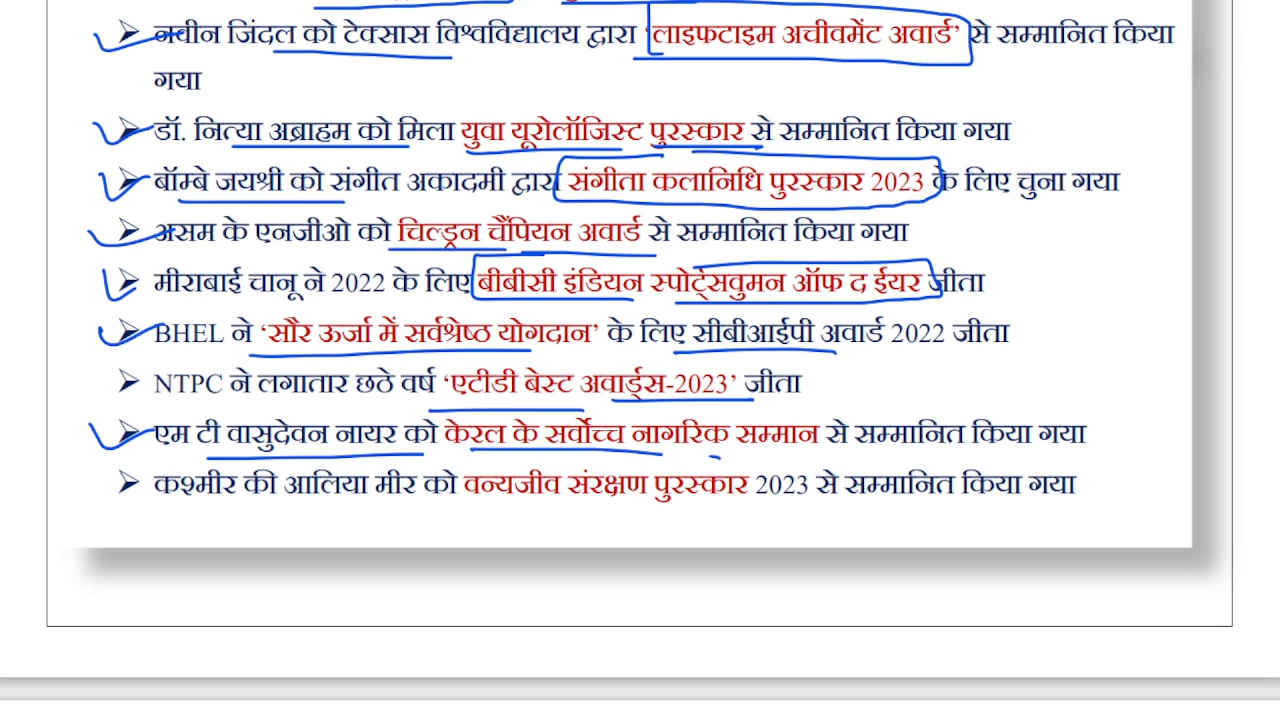 ➢ नवीन जिंदल को टेक्सास विश्वविद्यालय द्वारा ‘लाइफटाइम अचीवमेंट अवार्ड’ से सम्मानित किया
गया
➢ डॉ. नित्या अब्राहम को मिला युवा यूरोलॉजिस्ट पुरस्कार से सम्मानित किया गया
➢ बॉम्बे जयश्री को संगीत अकादमी द्वारा संगीता कलानिधि पुरस्कार 2023 के लिए चुना गया
➢ असम के एनजीओ को चिल्ड्रन चैंपियन अवार्ड से सम्मानित किया गया
➢ मीराबाई चानू ने 2022 के लिए बीबीसी इंडियन स्पोर्ट्सवुमन ऑफ द ईयर जीता
➢ BHEL ने ‘सौर ऊर्जा में सर्वश्रेष्ठ योगदान’ के लिए सीबीआईपी अवार्ड 2022 जीता
➢ NTPC ने लगातार छठे वर्ष ‘एटीडी बेस्ट अवार्ड्स-2023’ जीता
➢ एम टी वासुदेवन नायर को केरल के सर्वोच्च नागरिक सम्मान से सम्मानित किया गया
➢ कश्मीर की आलिया मीर को वन्यजीव संरक्षण पुरस्कार 2023 से सम्मानित किया गया